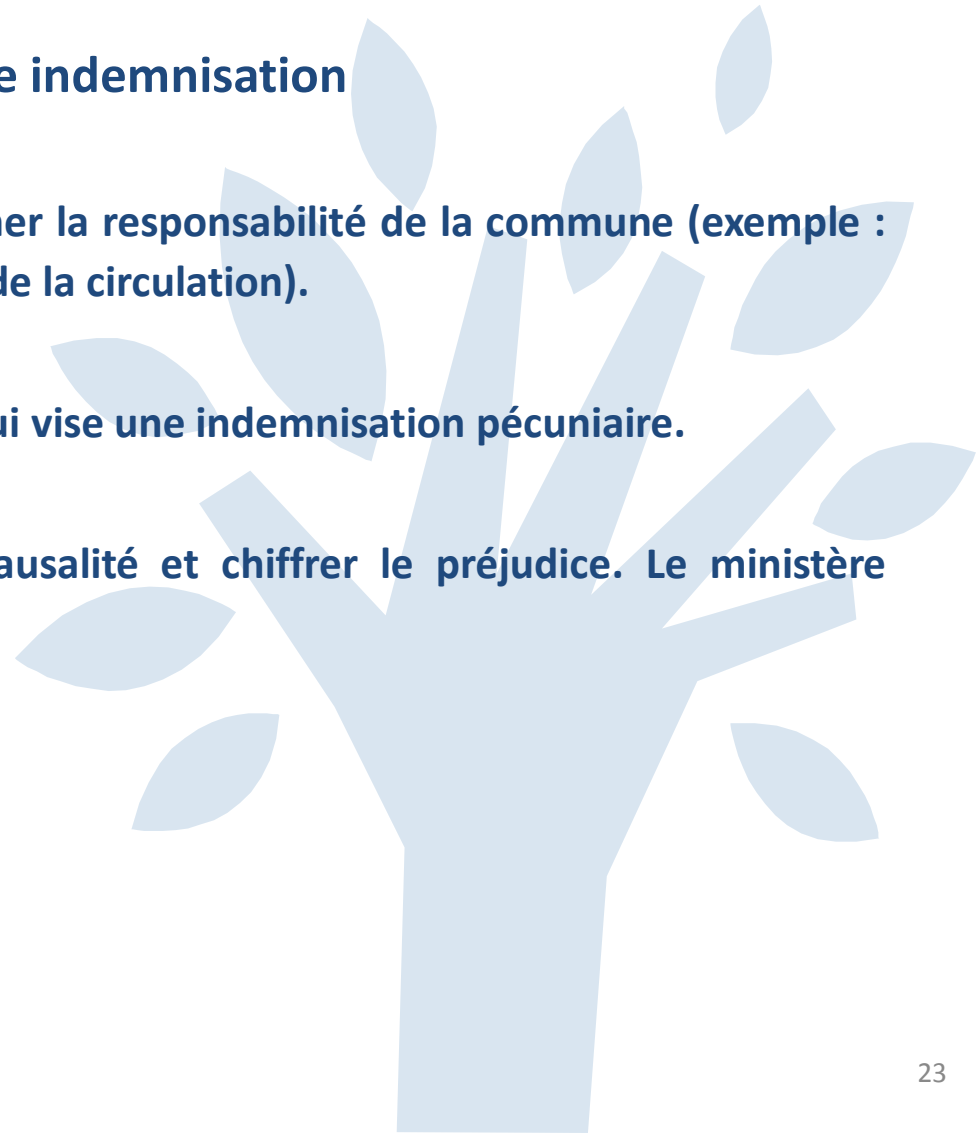 e indemnisation
er la responsabilité de la commune (exemple :
de la circulation).
ui vise une indemnisation pécuniaire.
ausalité et chiffrer le préjudice. Le ministère
23